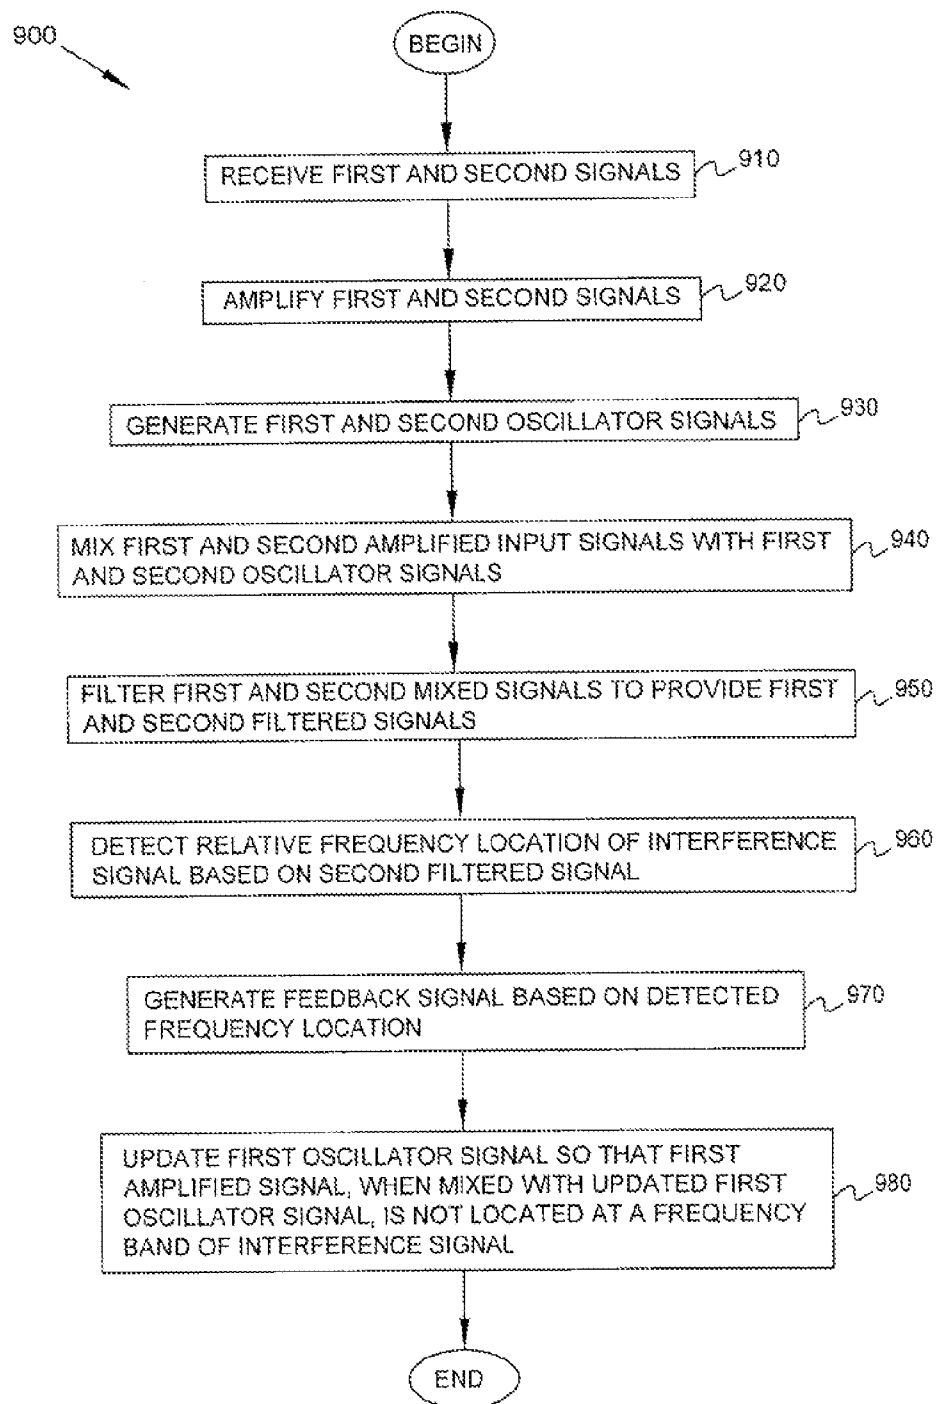 900
BEGIN
RECEIVE FIRST AND SECOND SIGNALS
910
AMPLIFY FIRST AND SECOND SIGNALS
920
GENERATE FIRST AND SECOND OSCILLATOR SIGNALS
930
MIX FIRST AND SECOND AMPLIFIED INPUT SIGNALS WITH FIRST
AND SECOND OSCILLATOR SIGNALS
940
FILTER FIRST AND SECOND MIXED SIGNALS TO PROVIDE FIRST
AND SECOND FILTERED SIGNALS
950
DETECT RELATIVE FREQUENCY LOCATION OF INTERFERENCE
SIGNAL BASED ON SECOND FILTERED SIGNAL
960
GENERATE FEEDBACK SIGNAL BASED ON DETECTED
FREQUENCY LOCATION
970
UPDATE FIRST OSCILLATOR SIGNAL SO THAT FIRST
AMPLIFIED SIGNAL, WHEN MIXED WITH UPDATED FIRST
OSCILLATOR SIGNAL, IS NOT LOCATED AT A FREQUENCY
BAND OF INTERFERENCE SIGNAL
980
END